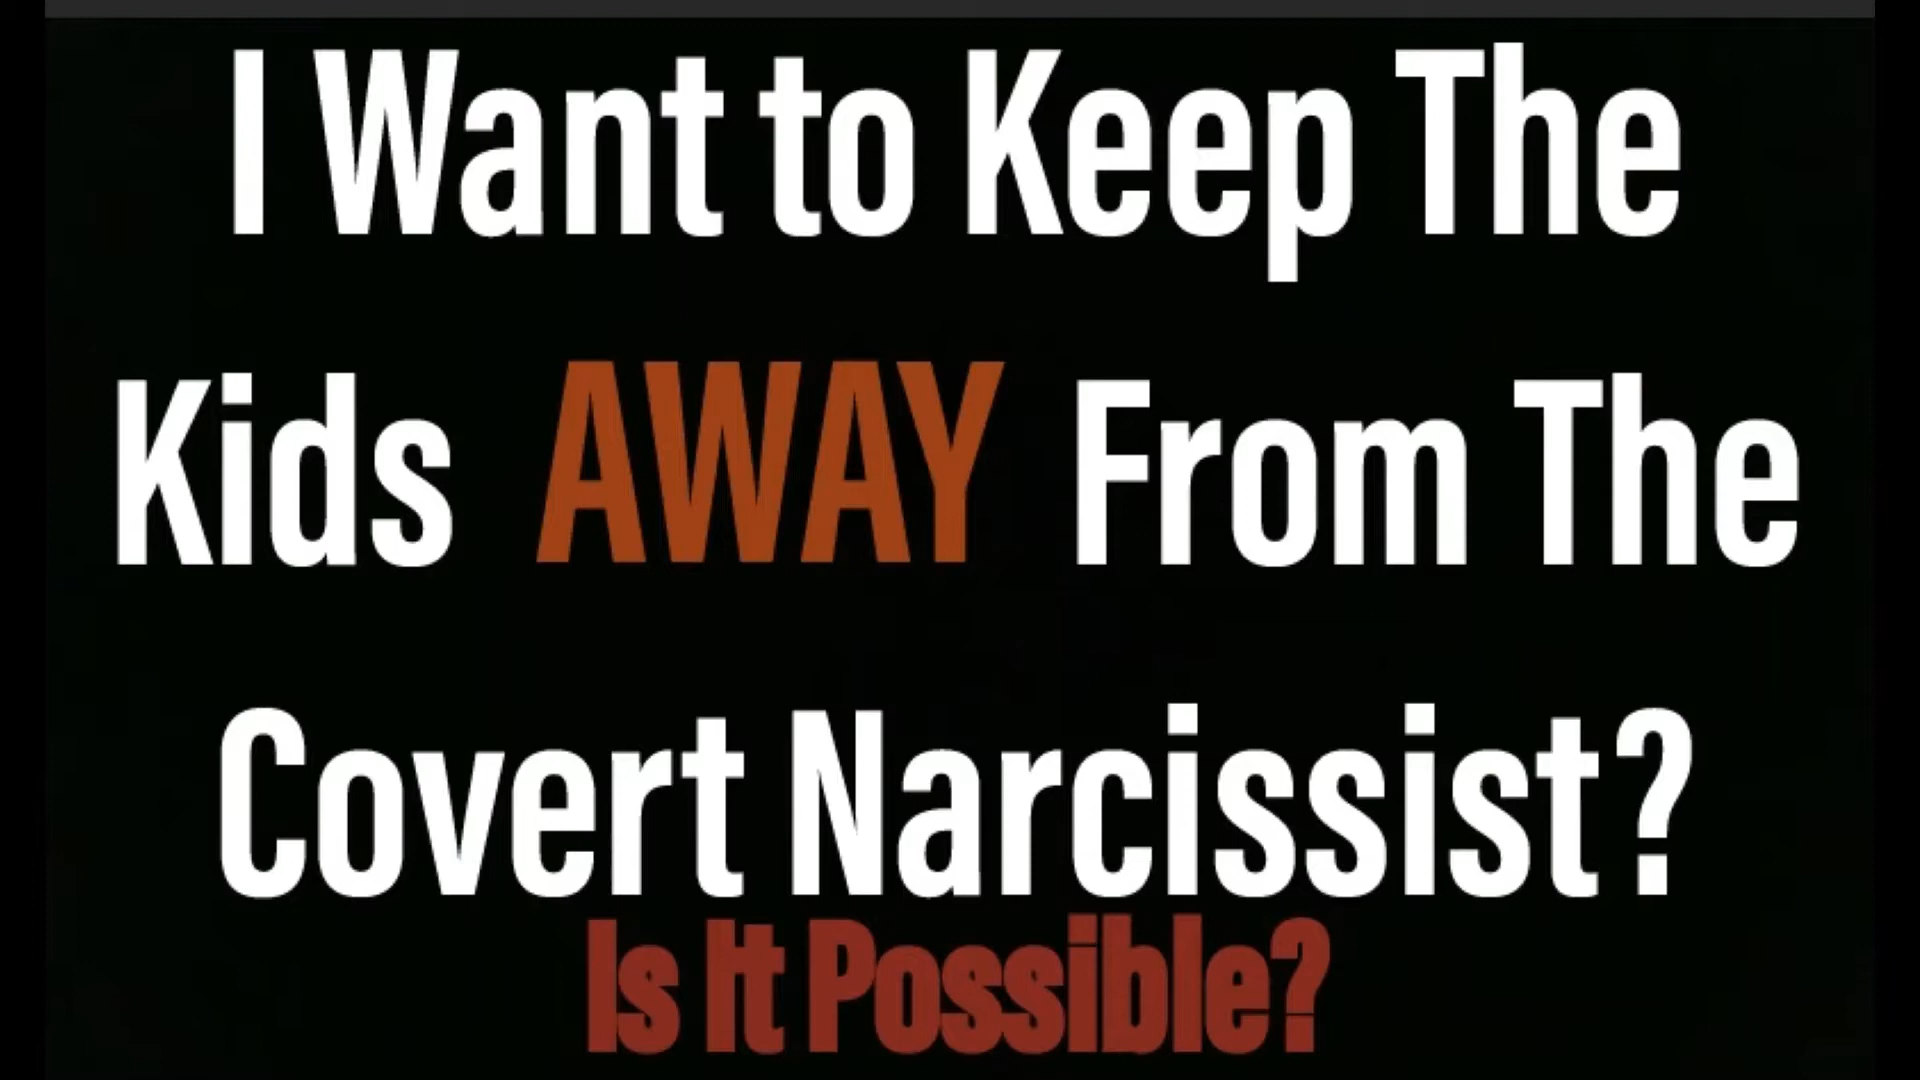 I Want to Keep The
Kids AWAY From The
Covert Narcissist?
Is It Possible?